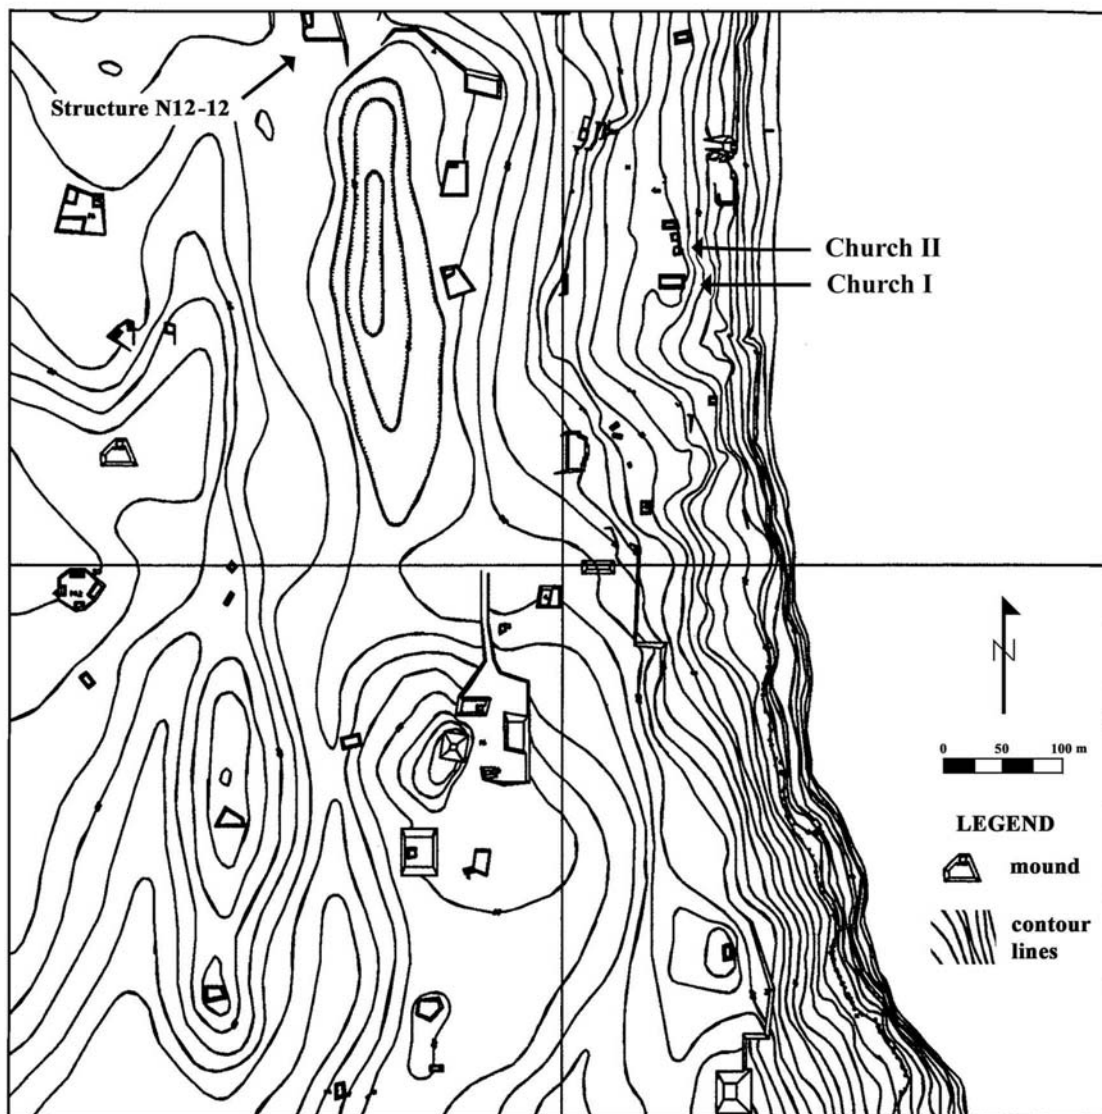 Structure N12-12
Church II
Church I
N
0 50 100 m
LEGEND
mound
contour
lines